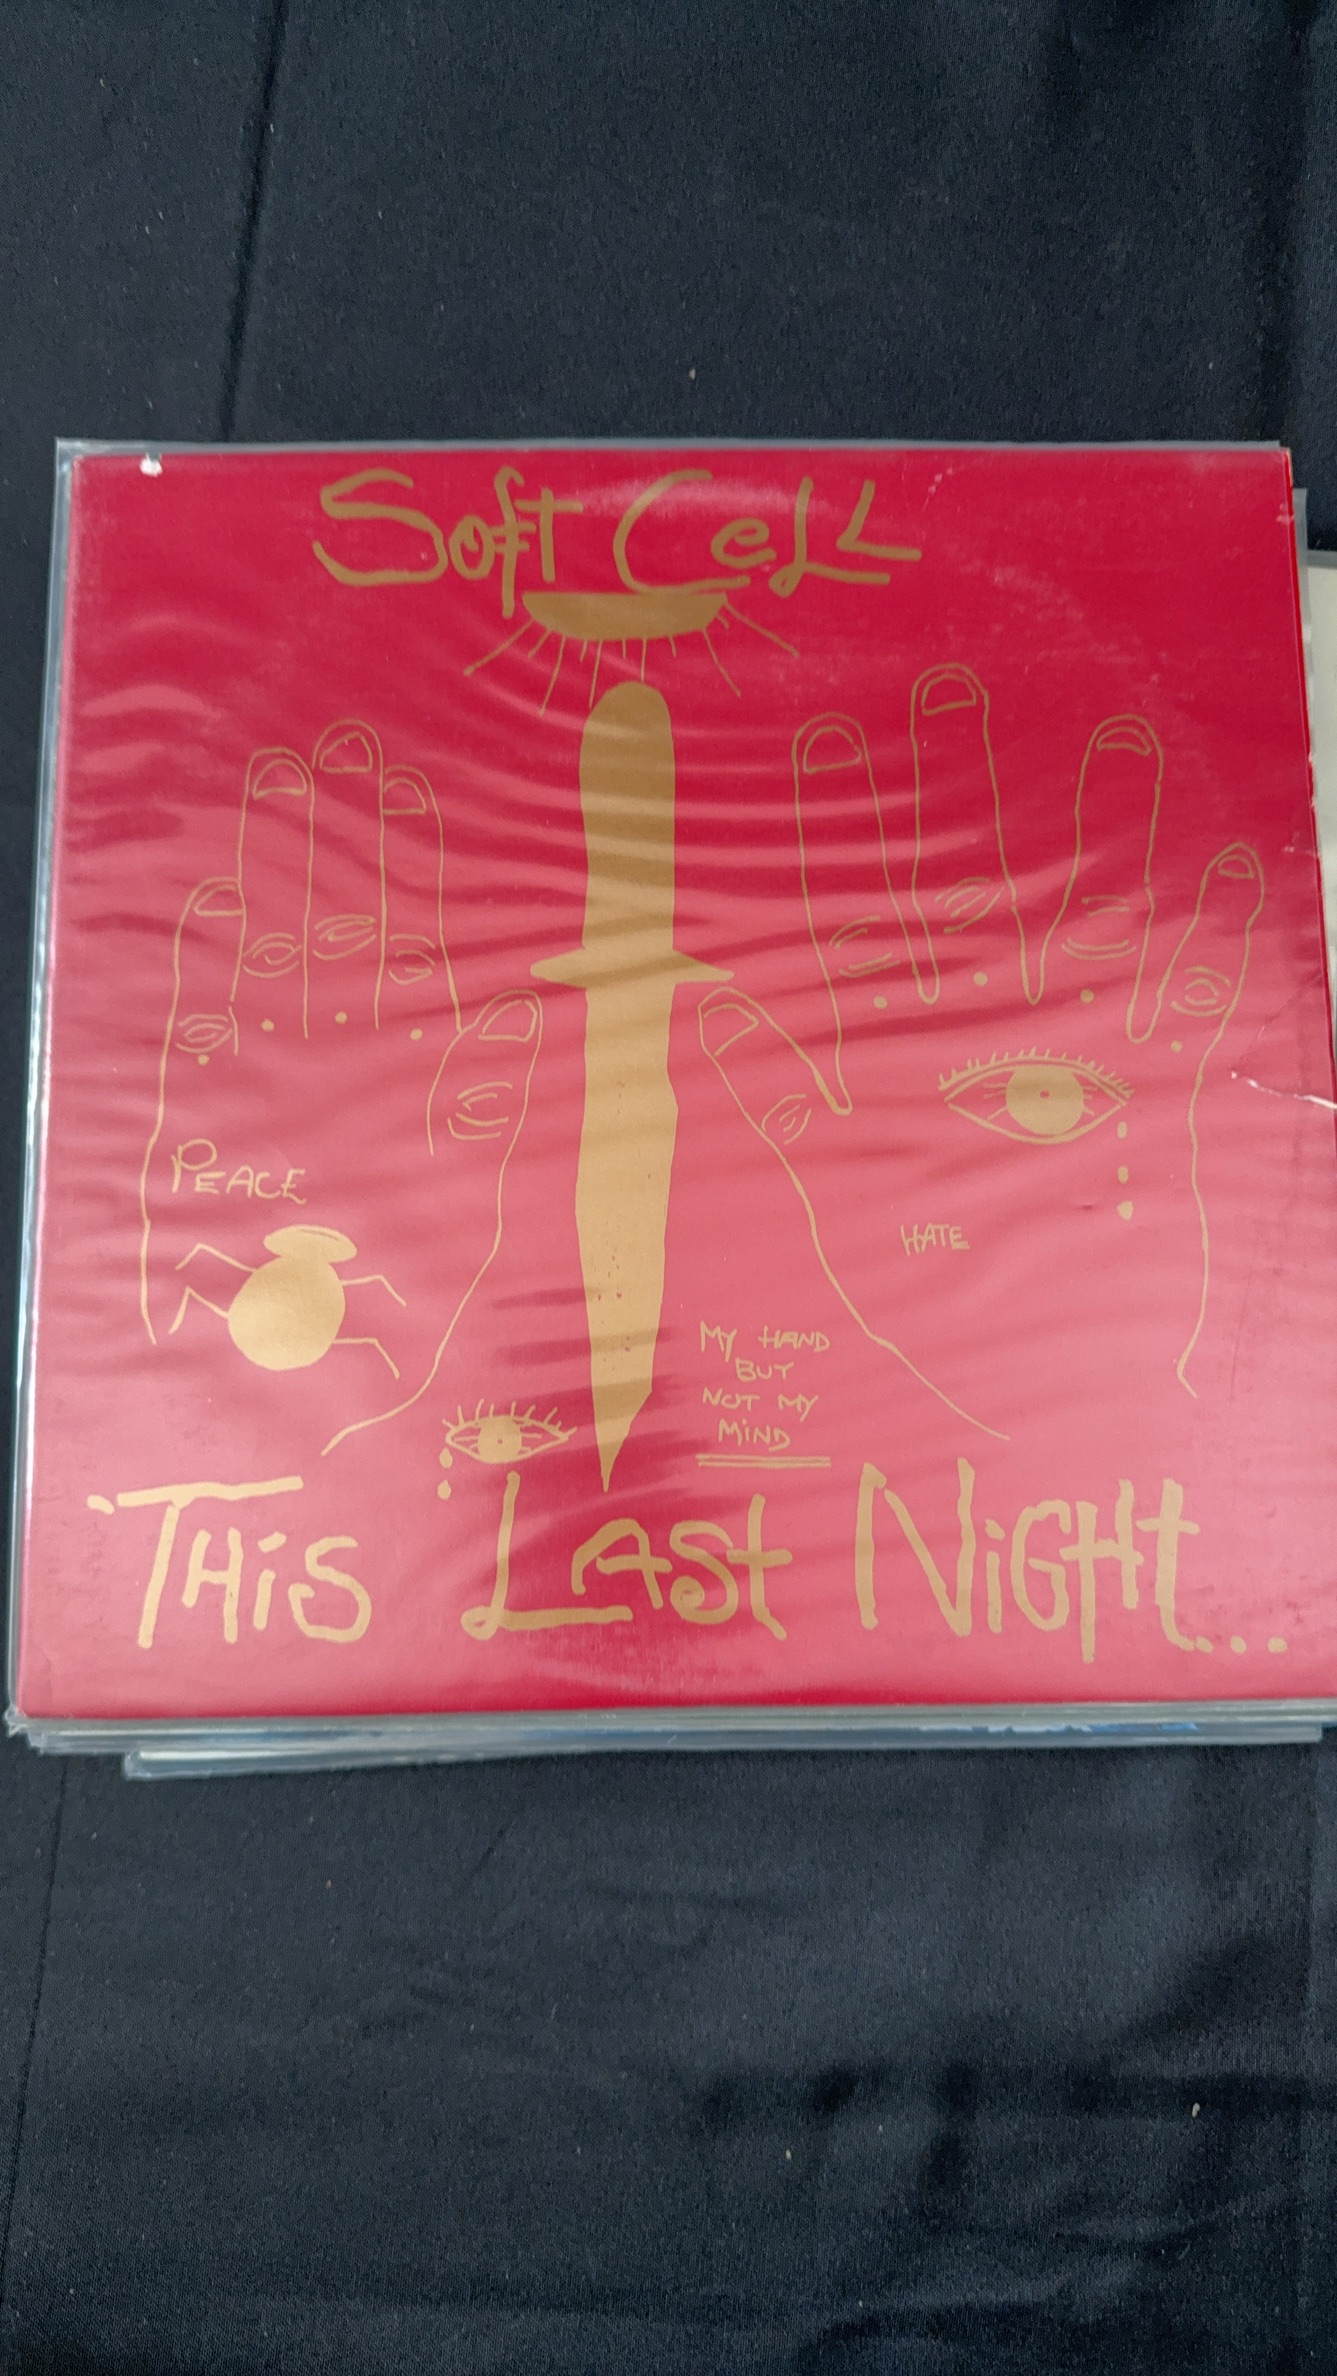 Soft Cell
PEACE
HATE
MY HAND
BUT
NOT MY
MiND
THiS LAST NiGHt...